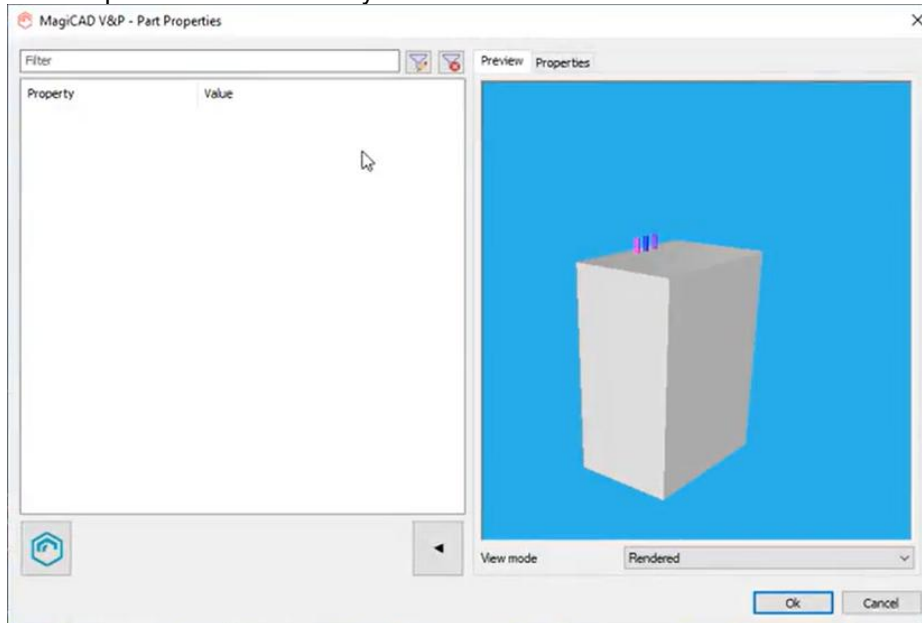 MagiCAD V&P - Part Properties
Filter
Preview Properties
Property Value
View mode Rendered
Ok Cancel